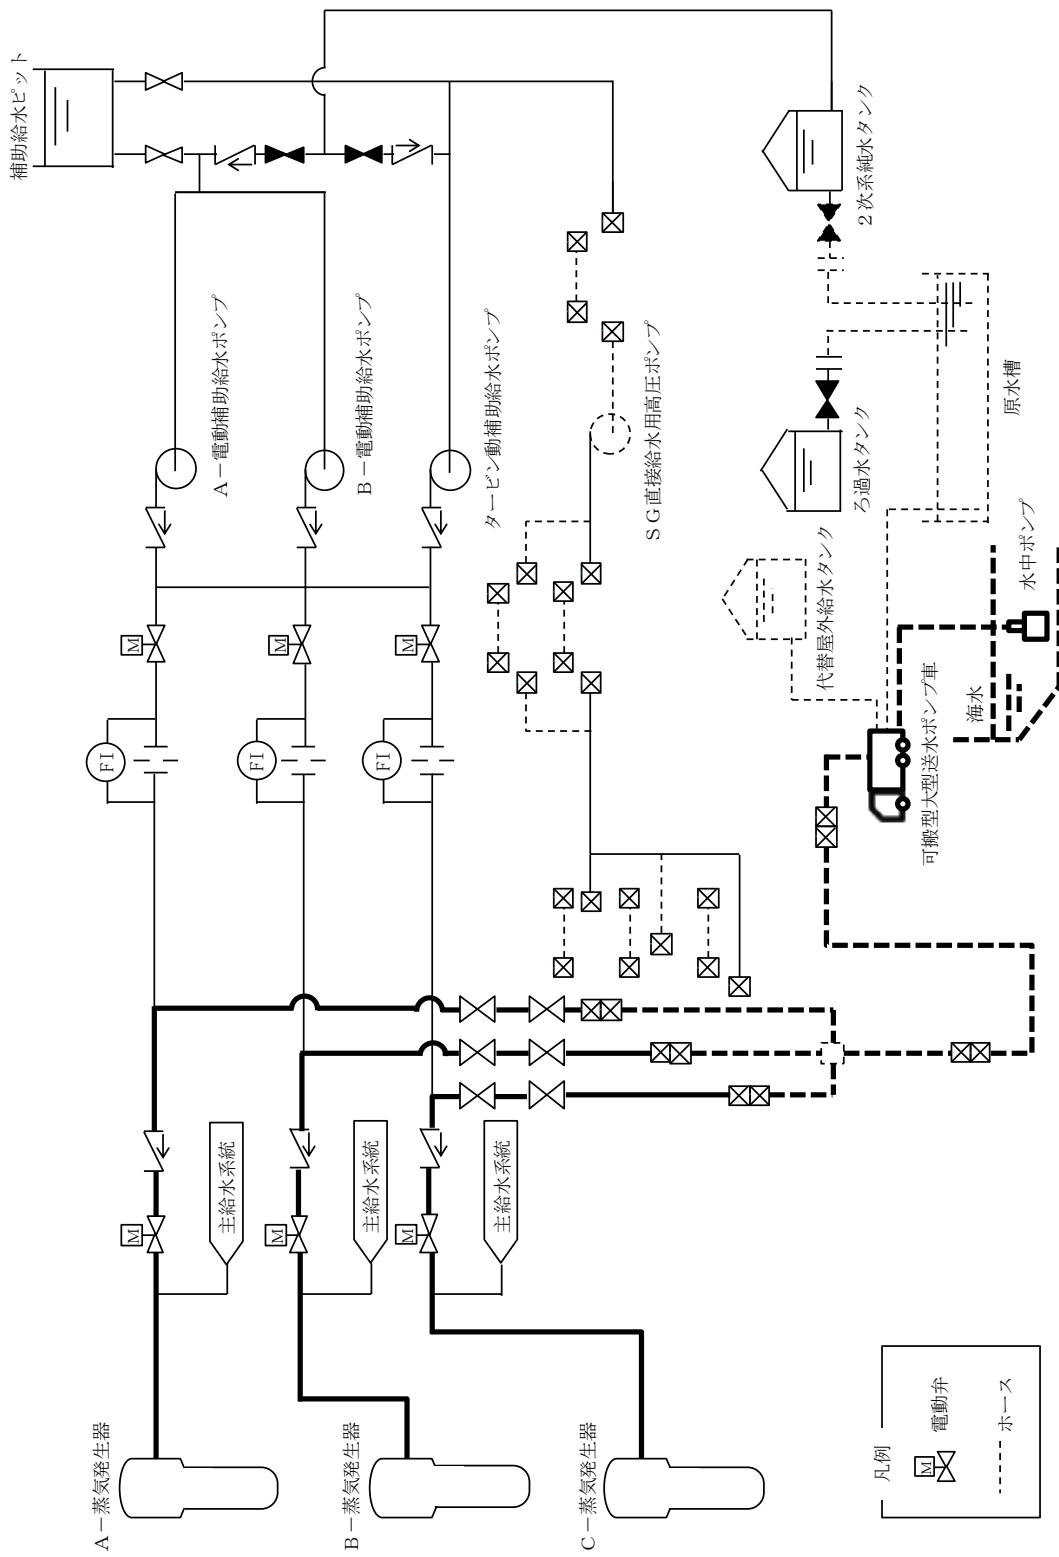 A－蒸気発生器
B－蒸気発生器
C－蒸気発生器
M
M
M
主給水系統
主給水系統
主給水系統
FI
FI
FI
M
M
M
A－電動補助給水ポンプ
B－電動補助給水ポンプ
タービン動補助給水ポンプ
SG直接給水用高圧ポンプ
補助給水ピット
2次系純水タンク
ろ過水タンク
原水槽
代替屋外給水タンク
可搬型大型送水ポンプ車
海水
水中ポンプ
凡例
M
電動弁
ホース